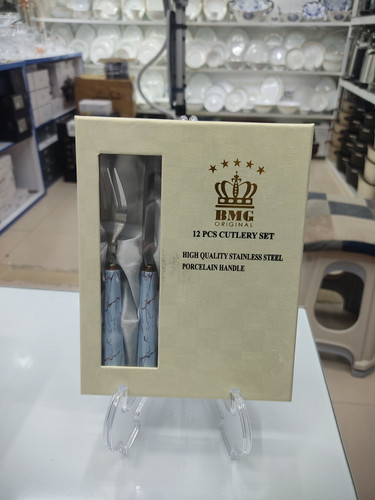 BMG
ORIGINAL
12 PCS CUTLERY SET
HIGH QUALITY STAINLESS STEEL
PORCELAIN HANDLE